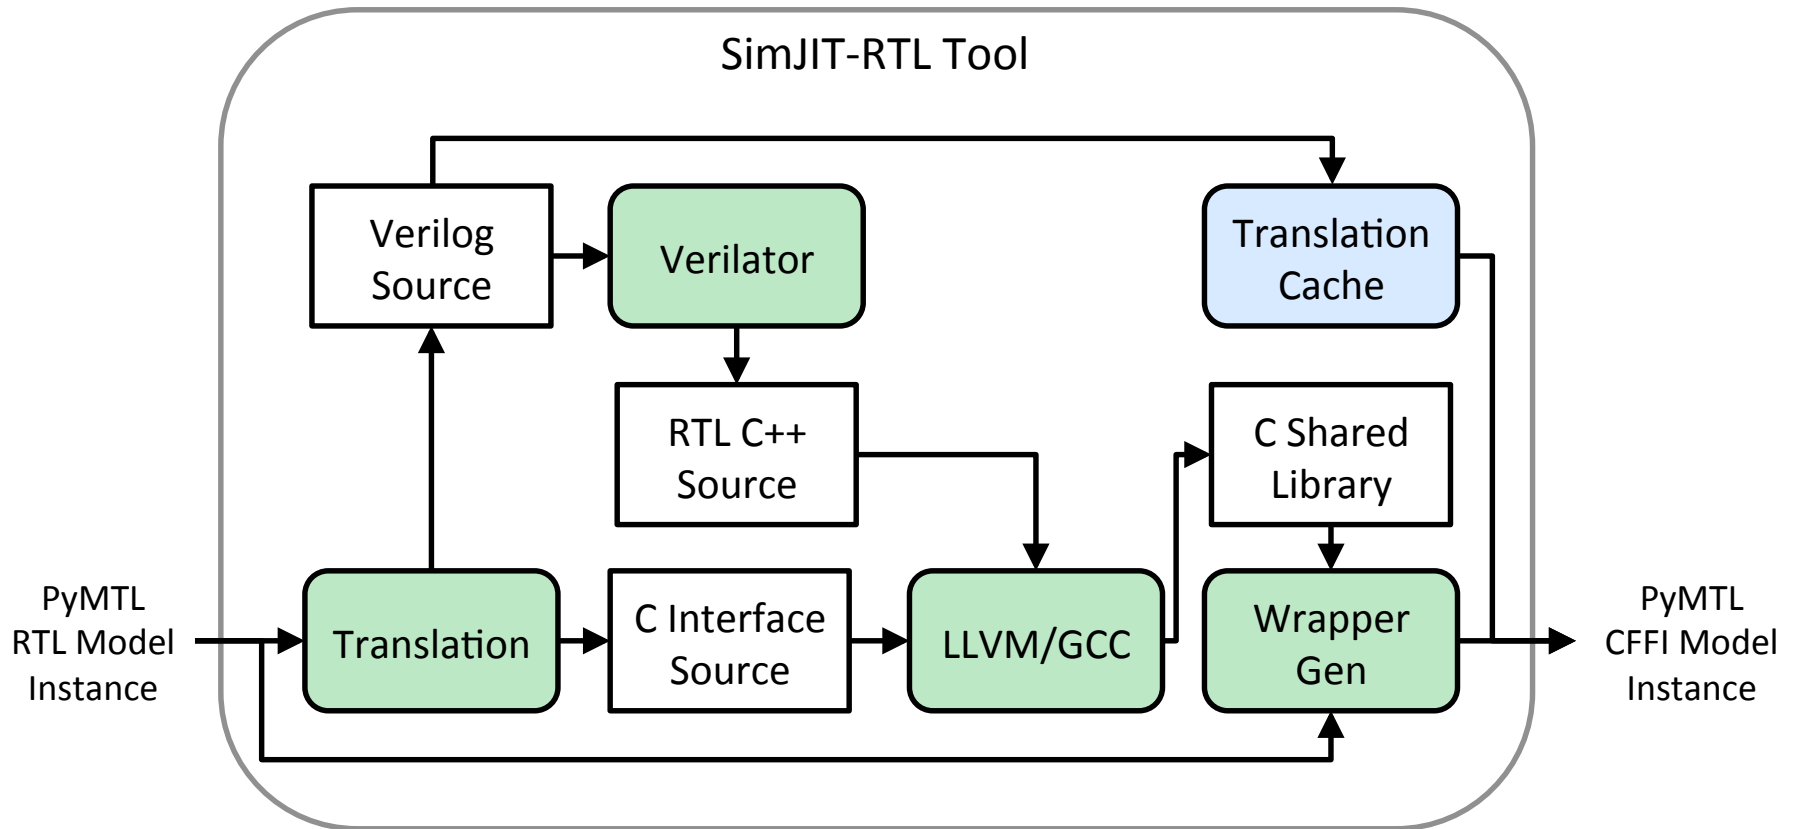 SimJIT-RTL Tool
Verilog
Source
Verilator
Translation
Cache
RTL C++
Source
C Shared
Library
PyMTL
RTL Model
Instance
Translation
C Interface
Source
LLVM/GCC
Wrapper
Gen
PyMTL
CFFI Model
Instance